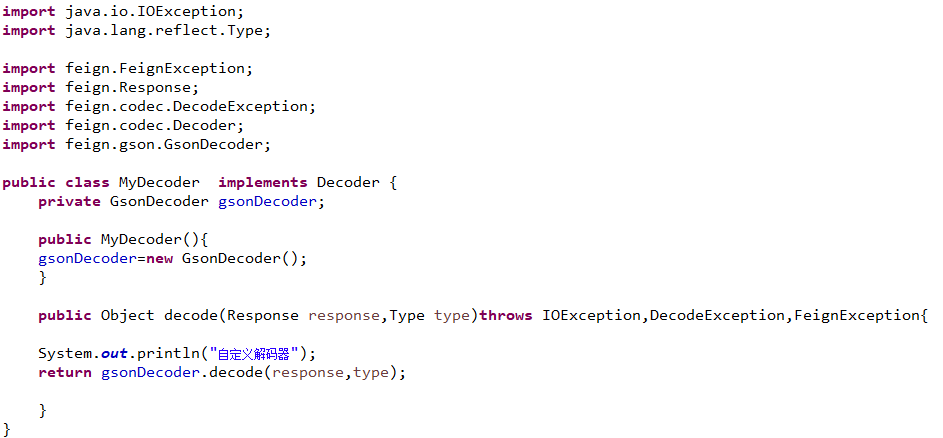 import java.io.IOException;
import java.lang.reflect.Type;
import feign.FeignException;
import feign.Response;
import feign.codec.DecodeException;
import feign.codec.Decoder;
import feign.gson.GsonDecoder;
public class MyDecoder  implements Decoder {
    private GsonDecoder gsonDecoder;
    public MyDecoder(){
    gsonDecoder=new GsonDecoder();
    }
    public Object decode(Response response,Type type)throws IOException,DecodeException,FeignException{
    System.out.println("自定义解码器");
    return gsonDecoder.decode(response,type);
    }
}